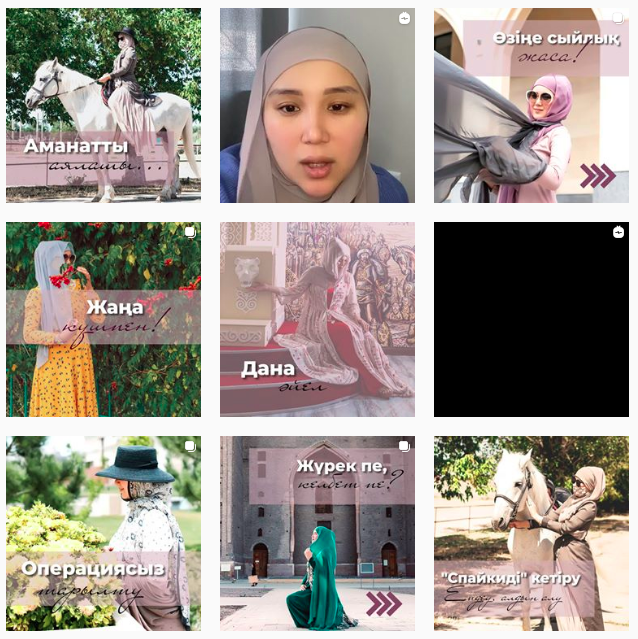 Аманатты
аялашы...
Өзіңе сыйлық
жаса!
Жаңа
күшпен!
Дана
әйел
Операциясыз
тарылту
Жүрек пе,
келбет пе?
"Спайкиді" кетіру
Емдеу, алдын алу